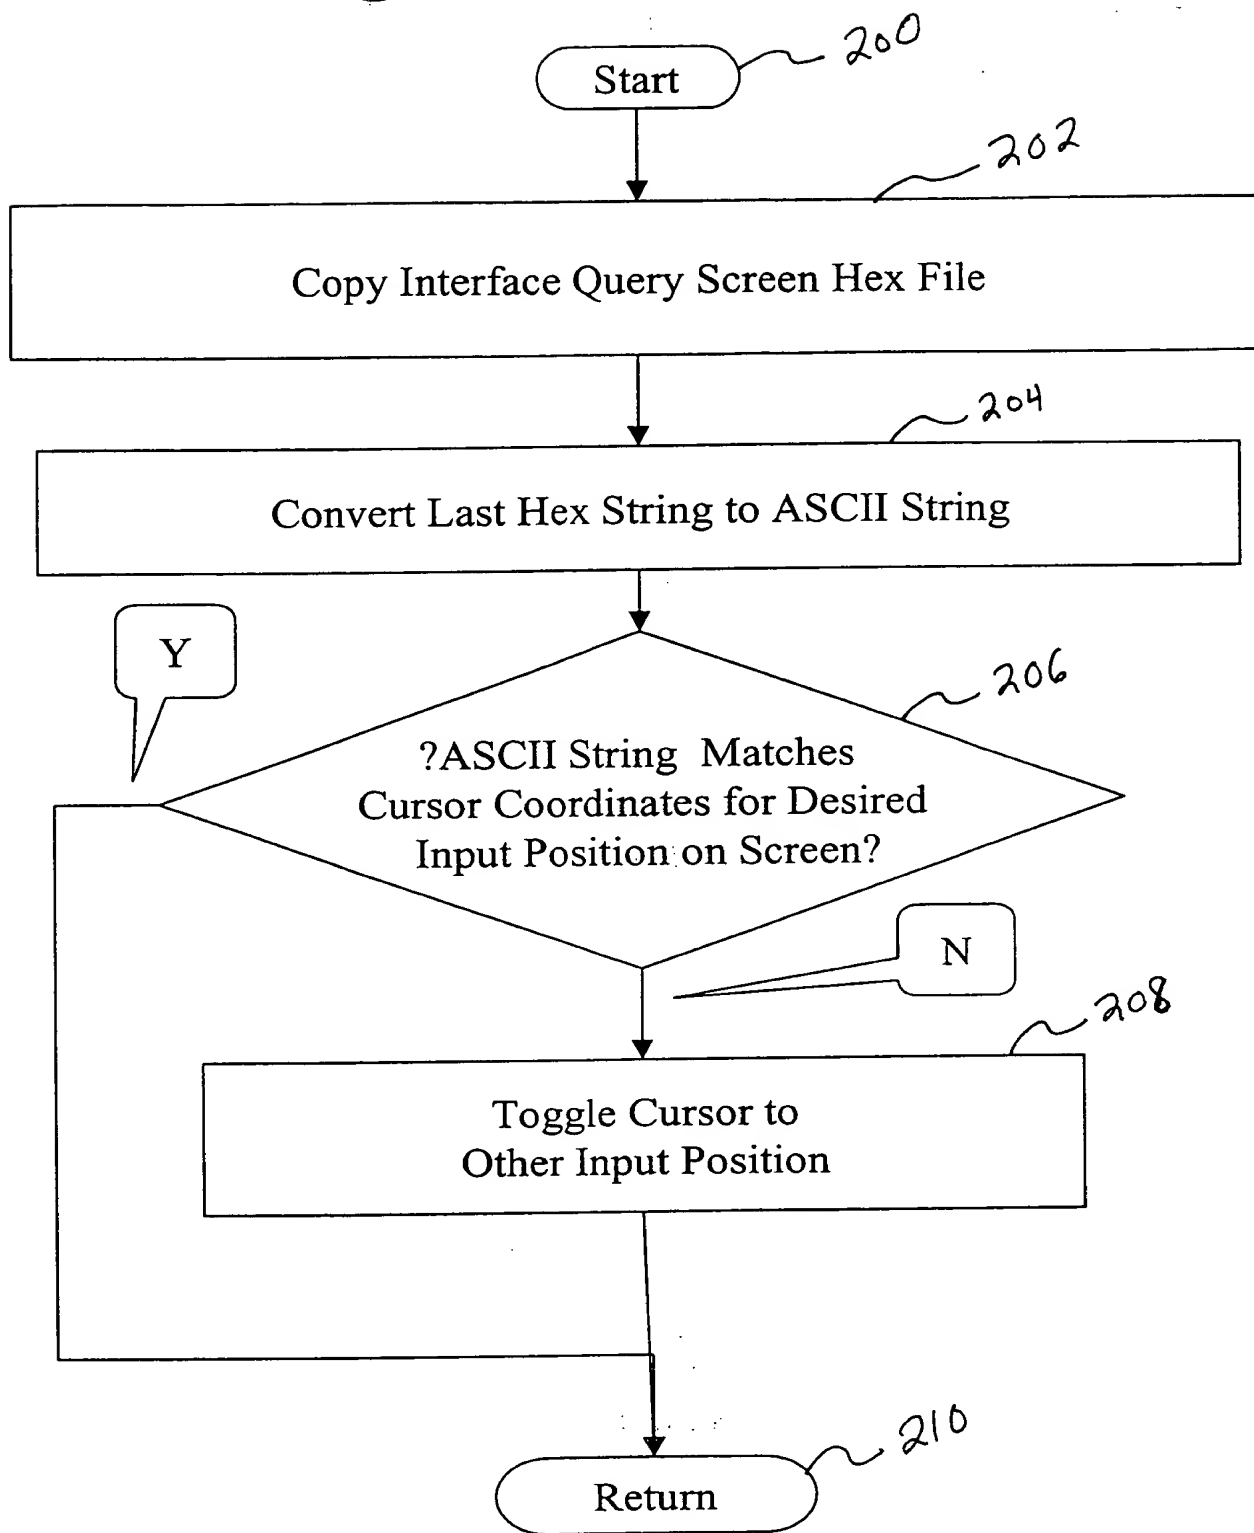 200
Start
202
Copy Interface Query Screen Hex File
204
Convert Last Hex String to ASCII String
Y
206
?ASCII String Matches
Cursor Coordinates for Desired
Input Position on Screen?
N
208
Toggle Cursor to
Other Input Position
210
Return